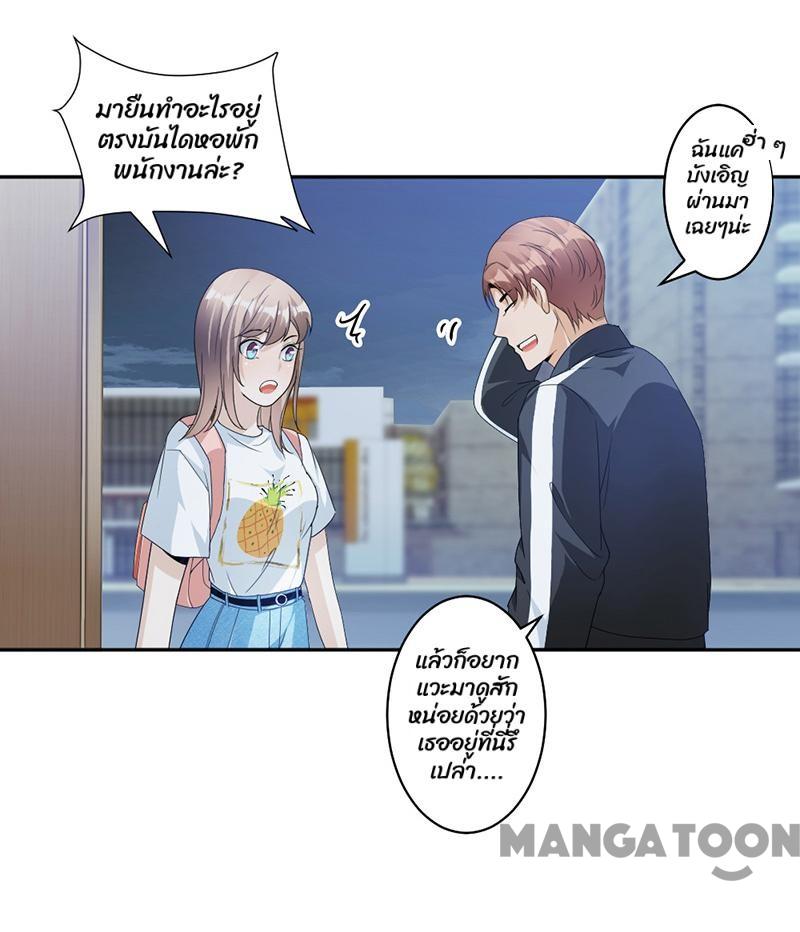 มายืนทำอะไรอยู่
ตรงบันไดหอพัก
พนักงานล่ะ?
ฮ่า ๆ
ฉันแค่
บังเอิญ
ผ่านมา
เฉยๆน่ะ
แล้วก็อยาก
แวะมาดูสัก
หน่อยด้วยว่า
เธออยู่ที่นี่รึ
เปล่า....
MANGATOON